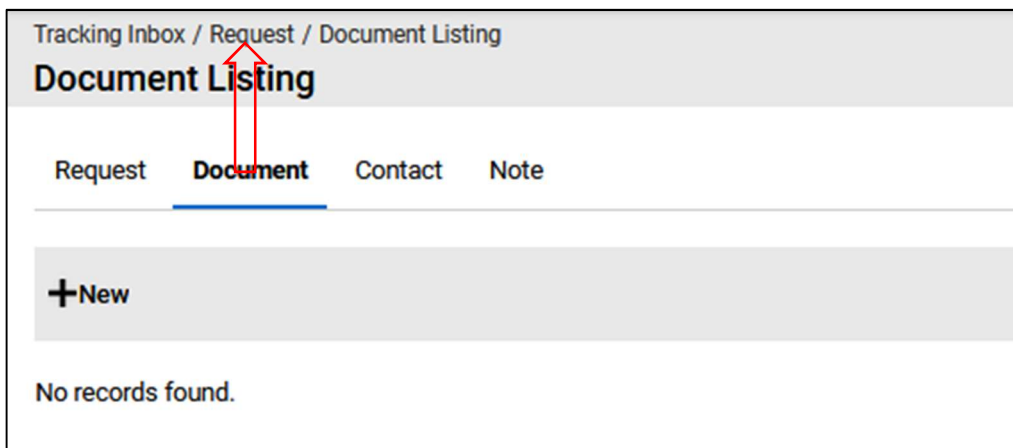 Tracking Inbox / Request / Document Listing
Document Listing
Request Document Contact Note
+New
No records found.